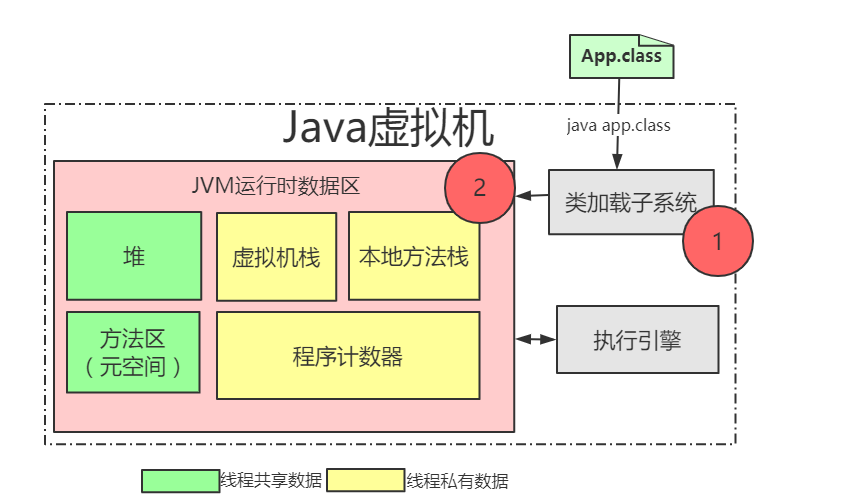 App.class
java app.class
Java虚拟机
JVM运行时数据区
2
类加载子系统
1
堆
虚拟机栈
本地方法栈
方法区
（元空间）
程序计数器
执行引擎
线程共享数据
线程私有数据